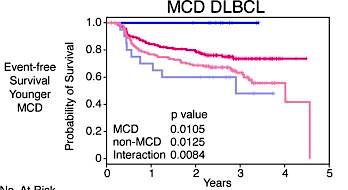 MCD DLBCL
Event-free
Survival
Younger
MCD
Probability of Survival
1.0
0.8
0.6
0.4
0.2
0
p value
MCD 0.0105
non-MCD 0.0125
Interaction 0.0084
0 1 2 3 4 5
Years
No. At Risk